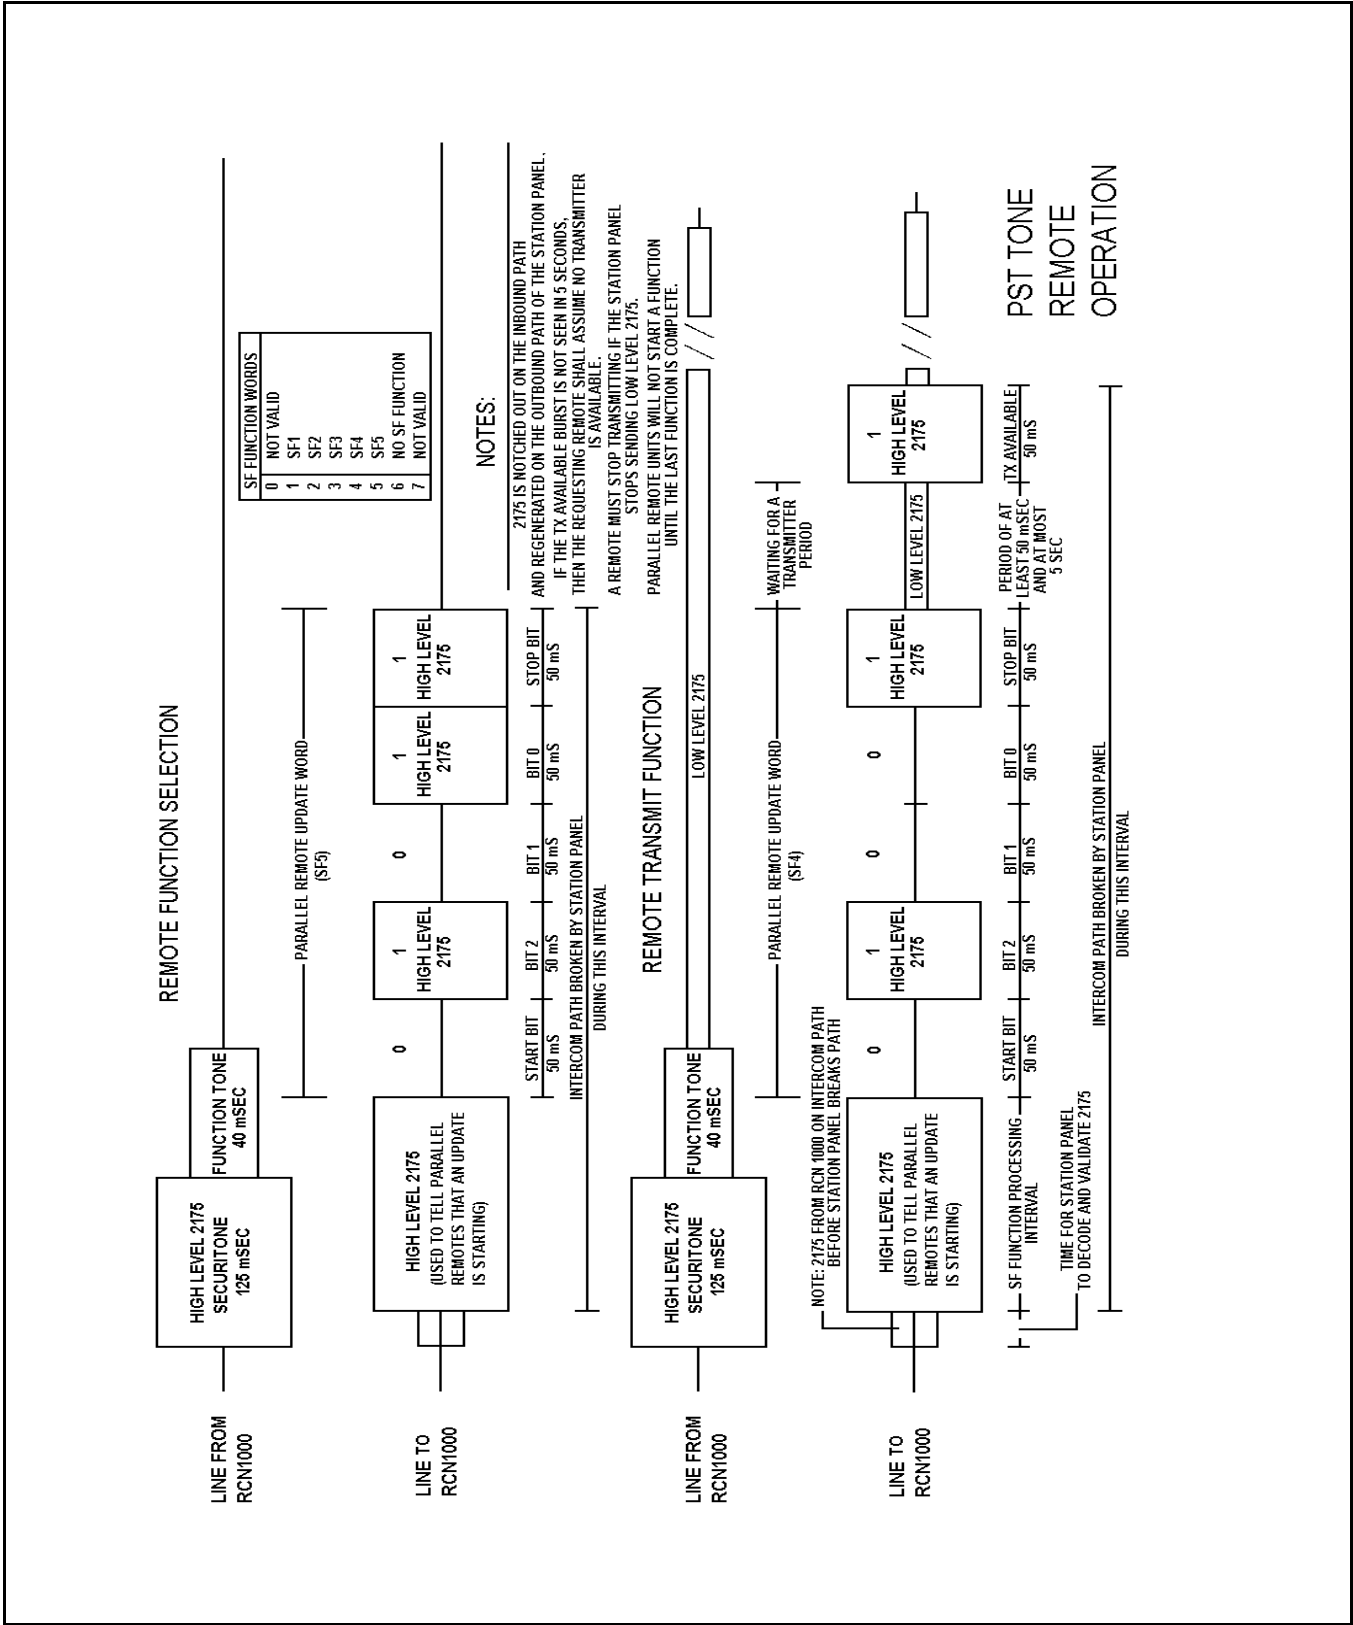 REMOTE FUNCTION SELECTION
LINE FROM
RCN1000
HIGH LEVEL 2175
SECURITONE
125 mSEC
FUNCTION TONE
40 mSEC
SF FUNCTION WORDS
0 NOT VALID
1 SF1
2 SF2
3 SF3
4 SF4
5 SF5
6 NO SF FUNCTION
7 NOT VALID
PARALLEL REMOTE UPDATE WORD
(SF5)
LINE TO
RCN1000
HIGH LEVEL 2175
(USED TO TELL PARALLEL
REMOTES THAT AN UPDATE
IS STARTING)
0
1
HIGH LEVEL
2175
0
1
HIGH LEVEL
2175
1
HIGH LEVEL
2175
START BIT
50 mS
BIT 2
50 mS
BIT 1
50 mS
BIT 0
50 mS
STOP BIT
50 mS
INTERCOM PATH BROKEN BY STATION PANEL
DURING THIS INTERVAL
NOTES:
2175 IS NOTCHED OUT ON THE INBOUND PATH
AND REGENERATED ON THE OUTBOUND PATH OF THE STATION PANEL.
IF THE TX AVAILABLE BURST IS NOT SEEN IN 5 SECONDS,
THEN THE REQUESTING REMOTE SHALL ASSUME NO TRANSMITTER
IS AVAILABLE.
A REMOTE MUST STOP TRANSMITTING IF THE STATION PANEL
STOPS SENDING LOW LEVEL 2175.
PARALLEL REMOTE UNITS WILL NOT START A FUNCTION
UNTIL THE LAST FUNCTION IS COMPLETE.
REMOTE TRANSMIT FUNCTION
LINE FROM
RCN1000
HIGH LEVEL 2175
SECURITONE
125 mSEC
FUNCTION TONE
40 mSEC
LOW LEVEL 2175
PARALLEL REMOTE UPDATE WORD
(SF4)
WAITING FOR A
TRANSMITTER
PERIOD
NOTE: 2175 FROM RCN 1000 ON INTERCOM PATH
BEFORE STATION PANEL BREAKS PATH
LINE TO
RCN1000
HIGH LEVEL 2175
(USED TO TELL PARALLEL
REMOTES THAT AN UPDATE
IS STARTING)
0
1
HIGH LEVEL
2175
0
0
1
HIGH LEVEL
2175
LOW LEVEL 2175
1
HIGH LEVEL
2175
SF FUNCTION PROCESSING
INTERVAL
START BIT
50 mS
BIT 2
50 mS
BIT 1
50 mS
BIT 0
50 mS
STOP BIT
50 mS
PERIOD OF AT
LEAST 50 mSEC
AND AT MOST
5 SEC
TX AVAILABLE
50 mS
TIME FOR STATION PANEL
TO DECODE AND VALIDATE 2175
INTERCOM PATH BROKEN BY STATION PANEL
DURING THIS INTERVAL
PST TONE
REMOTE
OPERATION